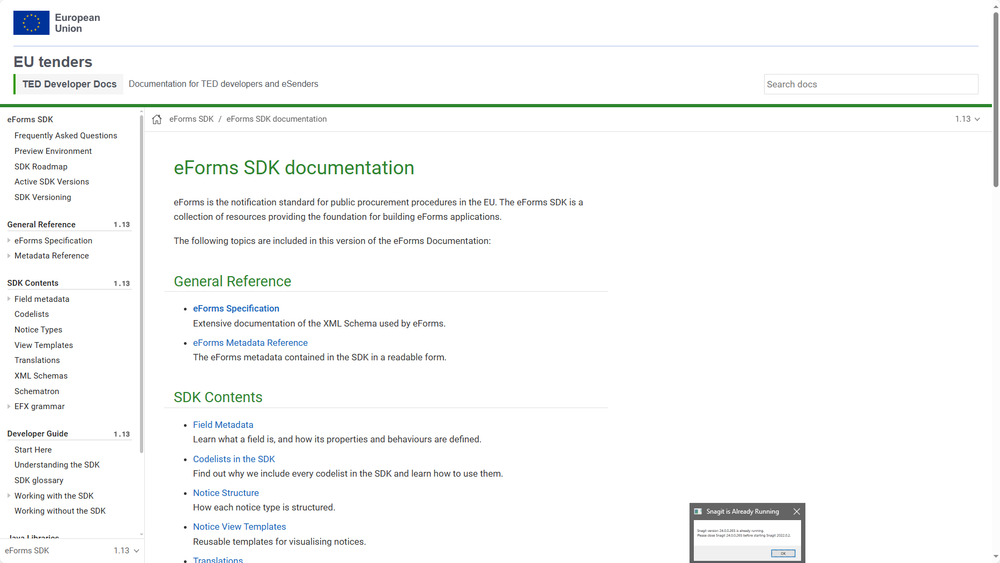 European
Union
EU tenders
TED Developer Docs
Documentation for TED developers and eSenders
Search docs
eForms SDK
Frequently Asked Questions
Preview Environment
SDK Roadmap
Active SDK Versions
SDK Versioning
General Reference 1.13
eForms Specification
Metadata Reference
SDK Contents 1.13
Field metadata
Codelists
Notice Types
View Templates
Translations
XML Schemas
Schematron
EFX grammar
Developer Guide 1.13
Start Here
Understanding the SDK
SDK glossary
Working with the SDK
Working without the SDK
Java Libraries
eForms SDK 1.13
eForms SDK / eForms SDK documentation
1.13
eForms SDK documentation
eForms is the notification standard for public procurement procedures in the EU. The eForms SDK is a
collection of resources providing the foundation for building eForms applications.
The following topics are included in this version of the eForms Documentation:
General Reference
eForms Specification
Extensive documentation of the XML Schema used by eForms.
eForms Metadata Reference
The eForms metadata contained in the SDK in a readable form.
SDK Contents
Field Metadata
Learn what a field is, and how its properties and behaviours are defined.
Codelists in the SDK
Find out why we include every codelist in the SDK and learn how to use them.
Notice Structure
How each notice type is structured.
Notice View Templates
Reusable templates for visualising notices.
Translations
Snagit is Already Running
Snagit version 24.0.0.265 is already running.
Please close Snagit 24.0.0.265 before starting Snagit 2022.0.2.
OK